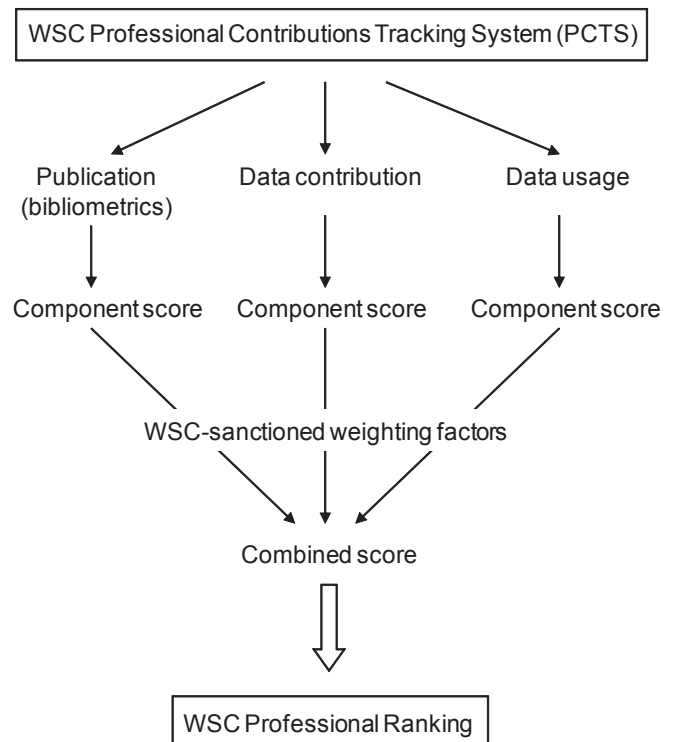 WSC Professional Contributions Tracking System (PCTS)
Publication
(bibliometrics)
Data contribution
Data usage
Component score
Component score
Component score
WSC-sanctioned weighting factors
Combined score
WSC Professional Ranking